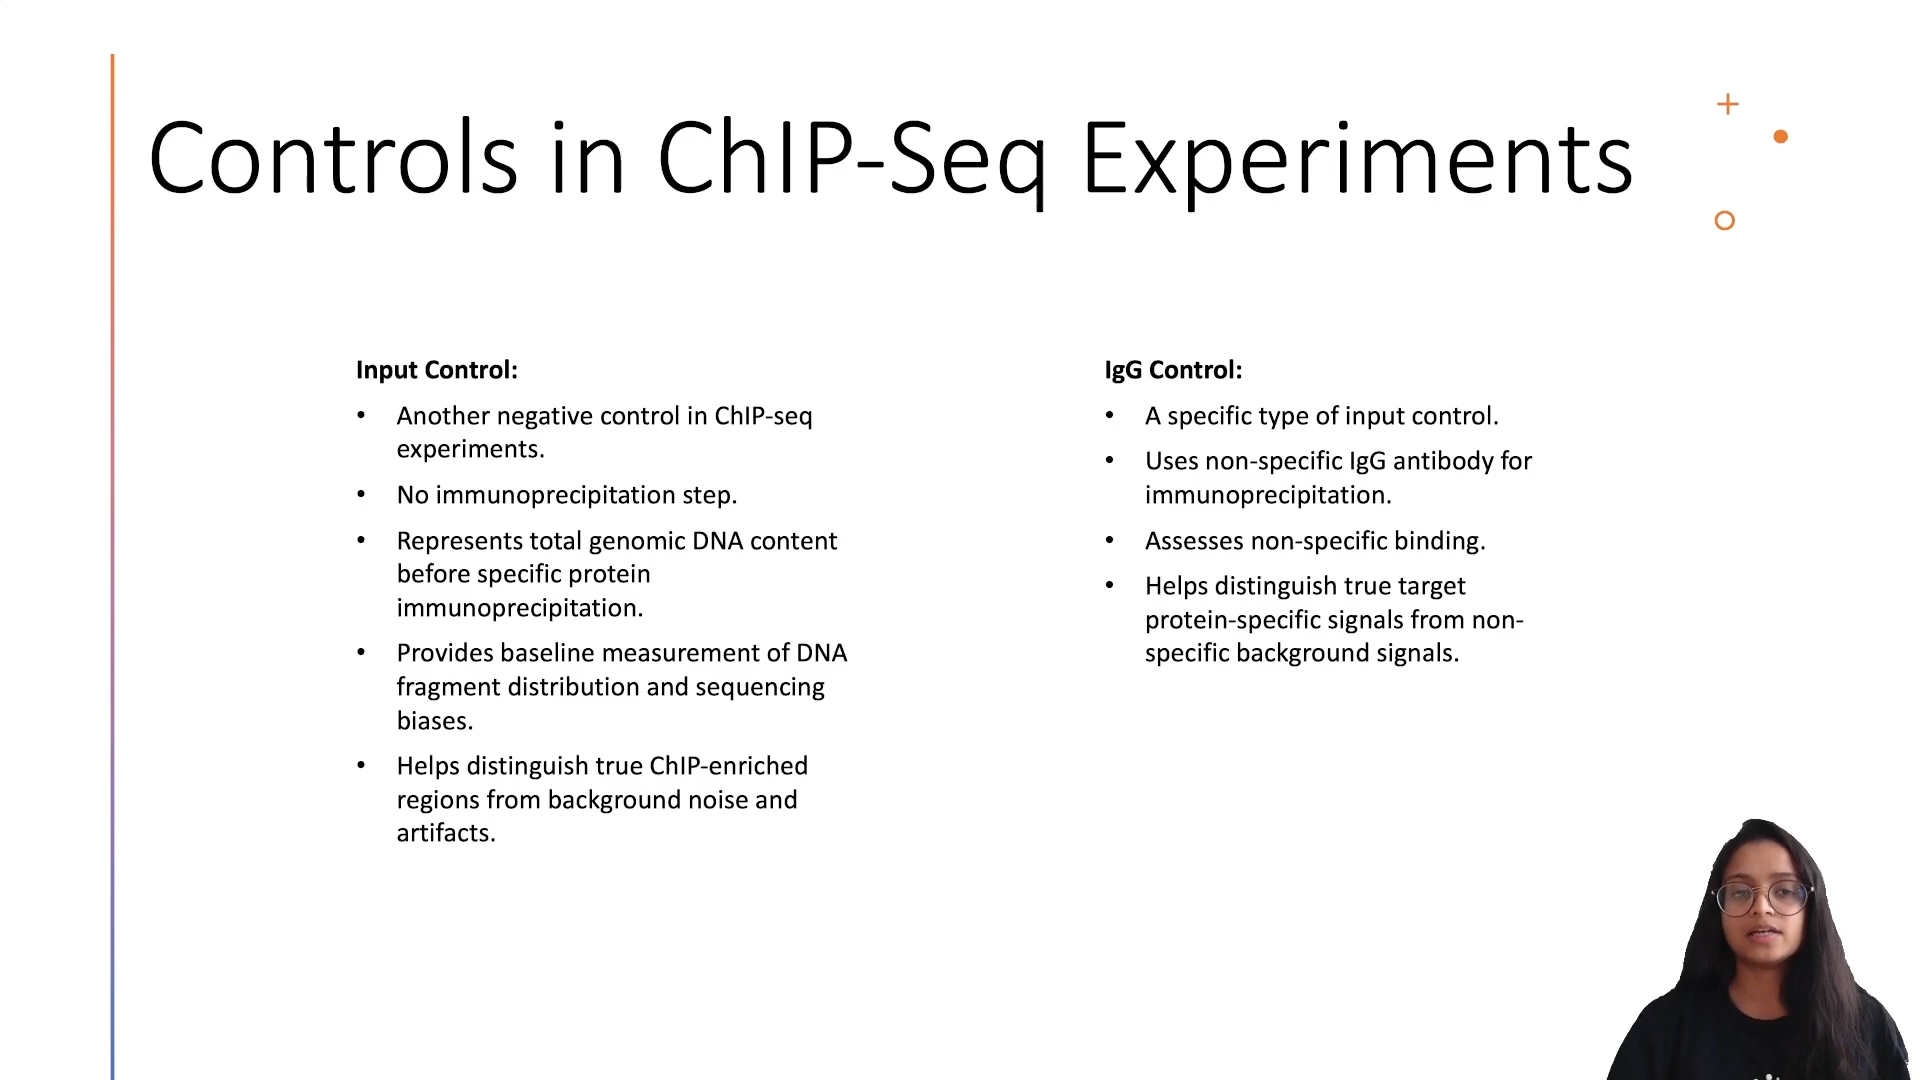 Controls in ChIP-Seq Experiments
Input Control:
• Another negative control in ChIP-seq
experiments.
• No immunoprecipitation step.
• Represents total genomic DNA content
before specific protein
immunoprecipitation.
• Provides baseline measurement of DNA
fragment distribution and sequencing
biases.
• Helps distinguish true ChIP-enriched
regions from background noise and
artifacts.
IgG Control:
• A specific type of input control.
• Uses non-specific IgG antibody for
immunoprecipitation.
• Assesses non-specific binding.
• Helps distinguish true target
protein-specific signals from non-
specific background signals.